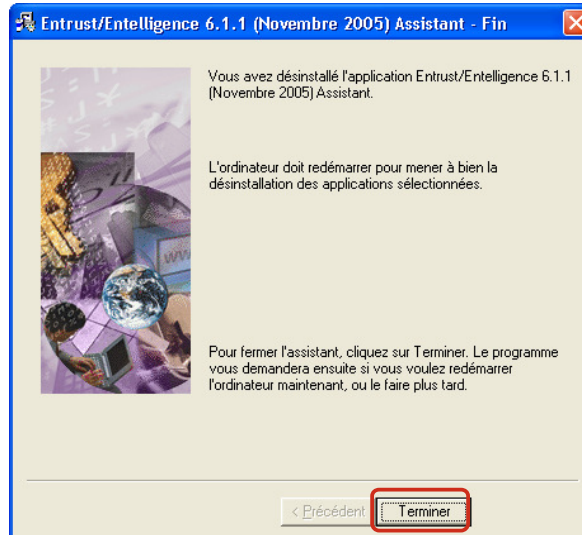 Entrust/Entelligence 6.1.1 (Novembre 2005) Assistant - Fin
Vous avez désinstallé l'application Entrust/Entelligence 6.1.1
(Novembre 2005) Assistant.
L'ordinateur doit redémarrer pour mener à bien la
désinstallation des applications sélectionnées.
Pour fermer l'assistant, cliquez sur Terminer. Le programme
vous demandera ensuite si vous voulez redémarrer
l'ordinateur maintenant, ou le faire plus tard.
< Précédent Terminer